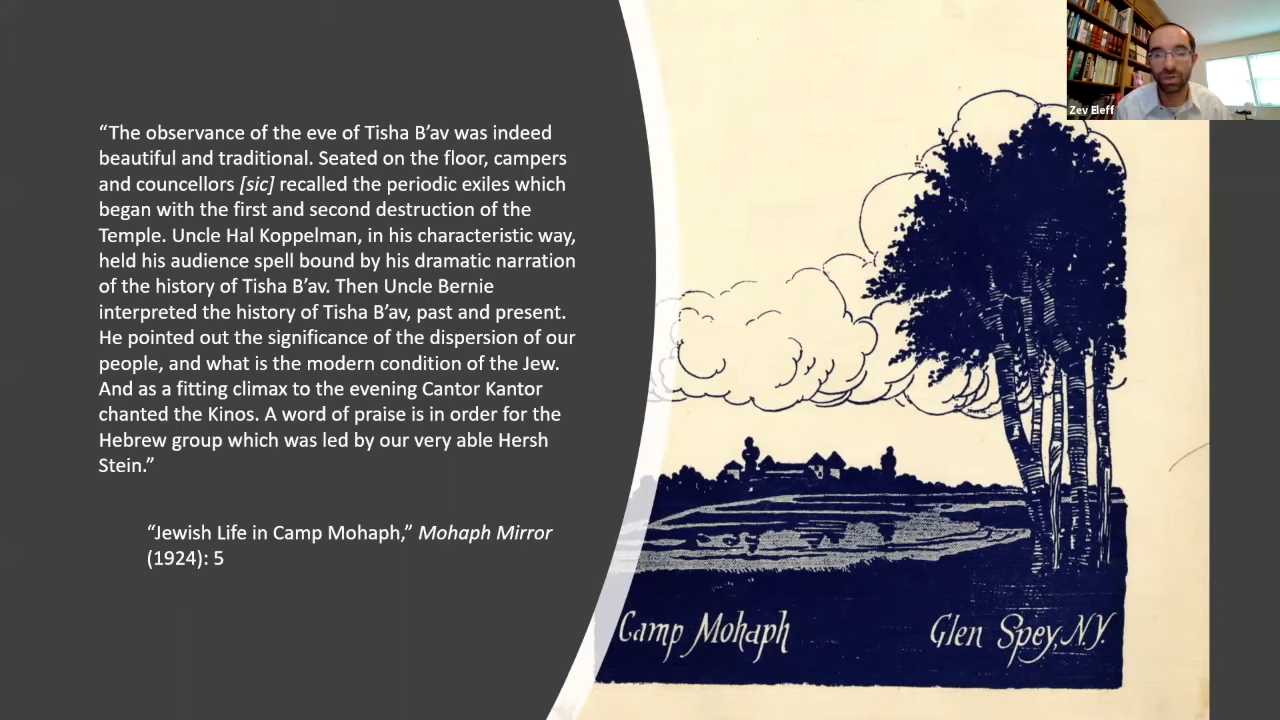 “The observance of the eve of Tisha B’av was indeed
beautiful and traditional. Seated on the floor, campers
and councellors [sic] recalled the periodic exiles which
began with the first and second destruction of the
Temple. Uncle Hal Koppelman, in his characteristic way,
held his audience spell bound by his dramatic narration
of the history of Tisha B’av. Then Uncle Bernie
interpreted the history of Tisha B’av, past and present.
He pointed out the significance of the dispersion of our
people, and what is the modern condition of the Jew.
And as a fitting climax to the evening Cantor Kantor
chanted the Kinos. A word of praise is in order for the
Hebrew group which was led by our very able Hersh
Stein.”
“Jewish Life in Camp Mohaph,” Mohaph Mirror
(1924): 5
Camp Mohaph
Glen Spey, N.Y.
Zev Eleff